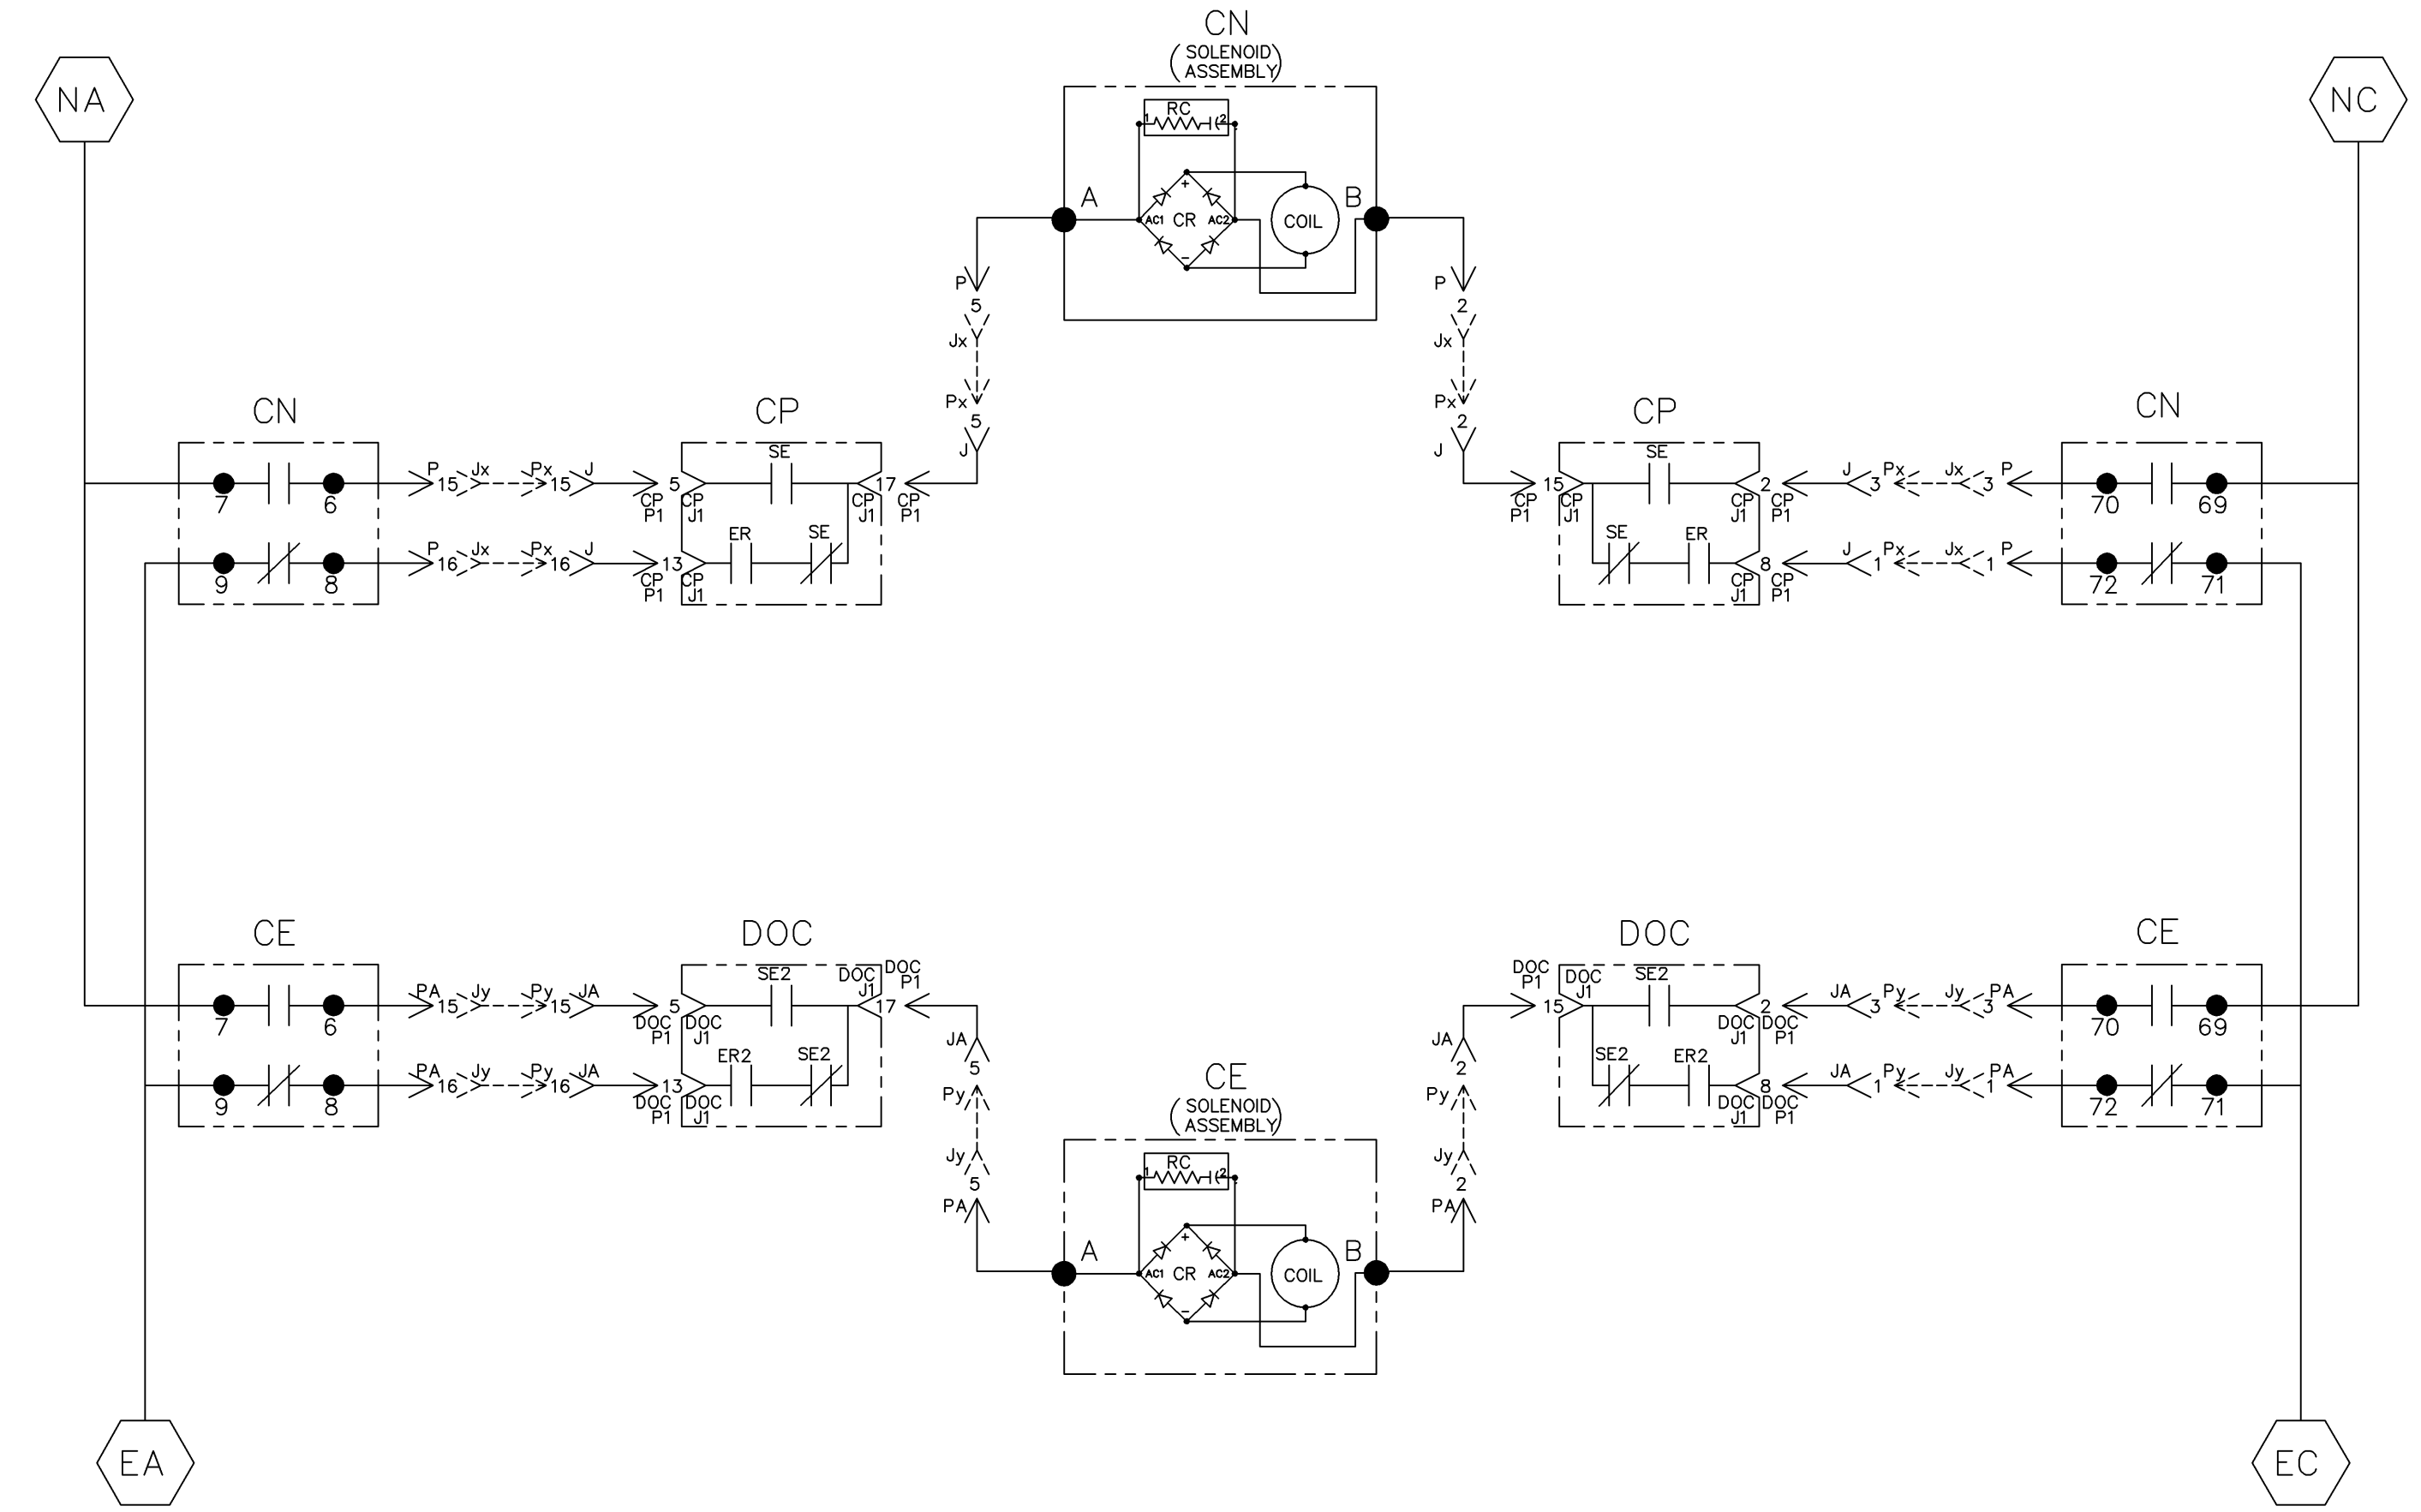 CN
(SOLENOID
ASSEMBLY)
NA
NC
RC
1 2
A B
+
AC1 CR AC2 COIL
−
P P
5 2
Jx Jx
Px Px
5 2
J J
CN CP CP CN
SE SE
P Jx Px J J Px Jx P
7 6 15 15 5 17 15 2 3 3 70 69
CP P1 CP J1 CP J1 CP P1 CP P1 CP J1 CP J1 CP P1
ER SE SE ER
P Jx Px J J Px Jx P
9 8 16 16 13 8 1 1 72 71
CP P1 CP J1 CP J1 CP P1
CE DOC DOC CE
SE2 DOC J1 DOC P1 DOC P1 DOC J1 SE2
PA Jy Py JA JA Py Jy PA
7 6 15 15 5 17 15 2 3 3 70 69
DOC P1 DOC J1 DOC J1 DOC P1
JA JA
ER2 SE2 SE2 ER2
5 2
PA Jy Py JA JA Py Jy PA
9 8 16 16 13 8 1 1 72 71
DOC P1 DOC J1 DOC J1 DOC P1
Py Py
CE
(SOLENOID
ASSEMBLY)
Jy Jy
5 2
PA PA
RC
1 2
A B
+
AC1 CR AC2 COIL
−
EA
EC